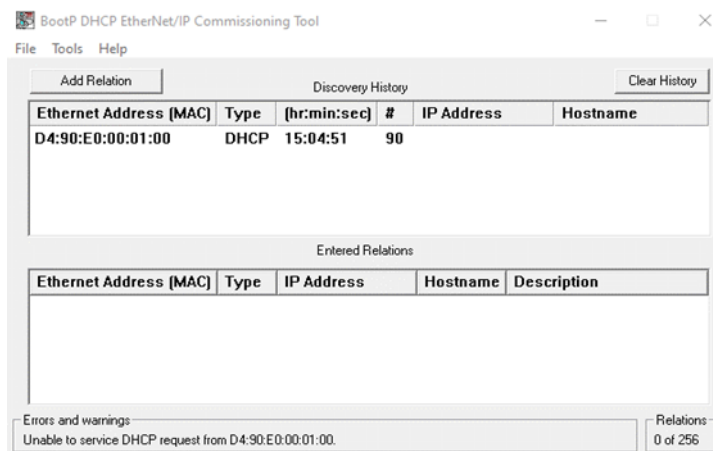 BootP DHCP EtherNet/IP Commissioning Tool
File Tools Help
Add Relation Discovery History Clear History
Ethernet Address (MAC) Type (hr:min:sec) # IP Address Hostname
D4:90:E0:00:01:00 DHCP 15:04:51 90
Entered Relations
Ethernet Address (MAC) Type IP Address Hostname Description
Errors and warnings Relations
Unable to service DHCP request from D4:90:E0:00:01:00. 0 of 256